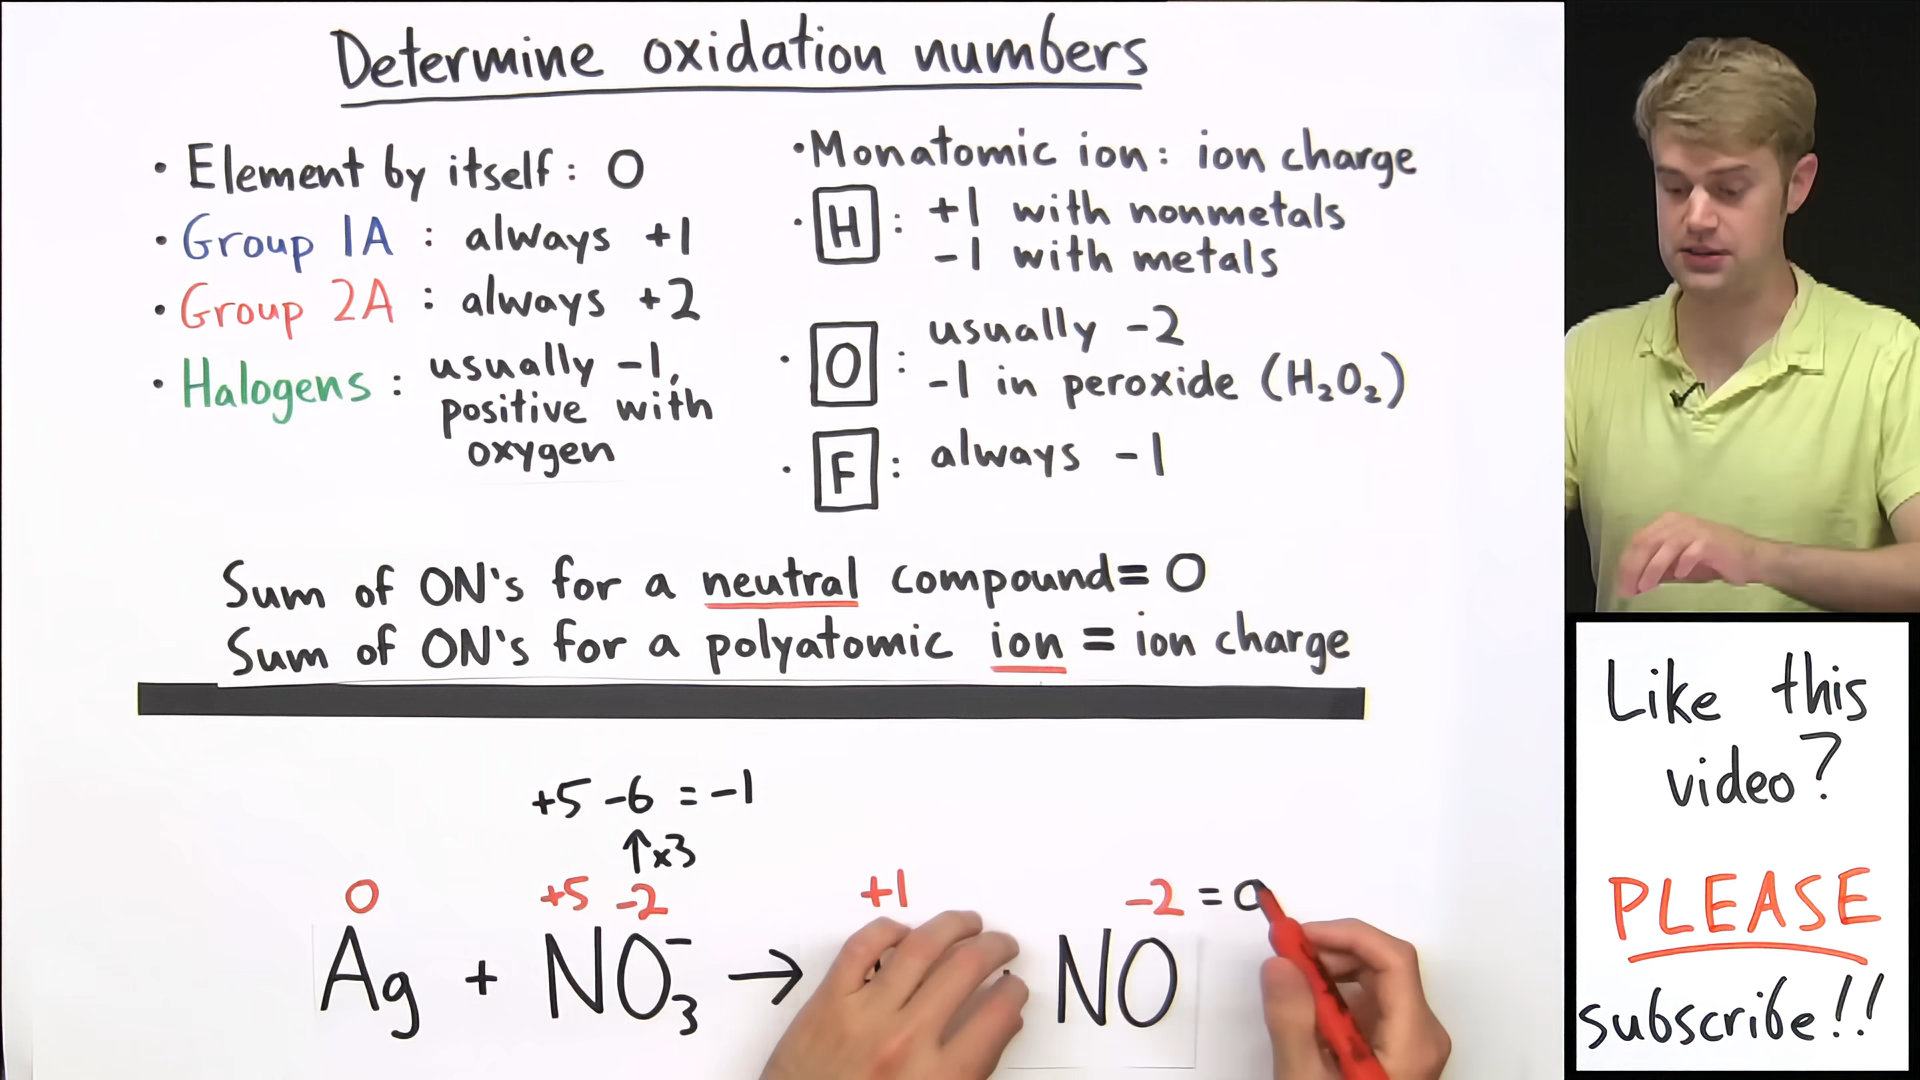 Determine oxidation numbers
• Element by itself: 0
• Group 1A : always +1
• Group 2A : always +2
• Halogens : usually -1,
positive with
oxygen
• Monatomic ion: ion charge
• H : +1 with nonmetals
-1 with metals
• O : usually -2
-1 in peroxide (H₂O₂)
• F : always -1
Sum of ON's for a neutral compound = 0
Sum of ON's for a polyatomic ion = ion charge
+5 -6 = -1
↑x3
0 +5 -2 +1 -2 = 0
Ag + NO₃⁻ → NO
Like this
video?
PLEASE
subscribe!!